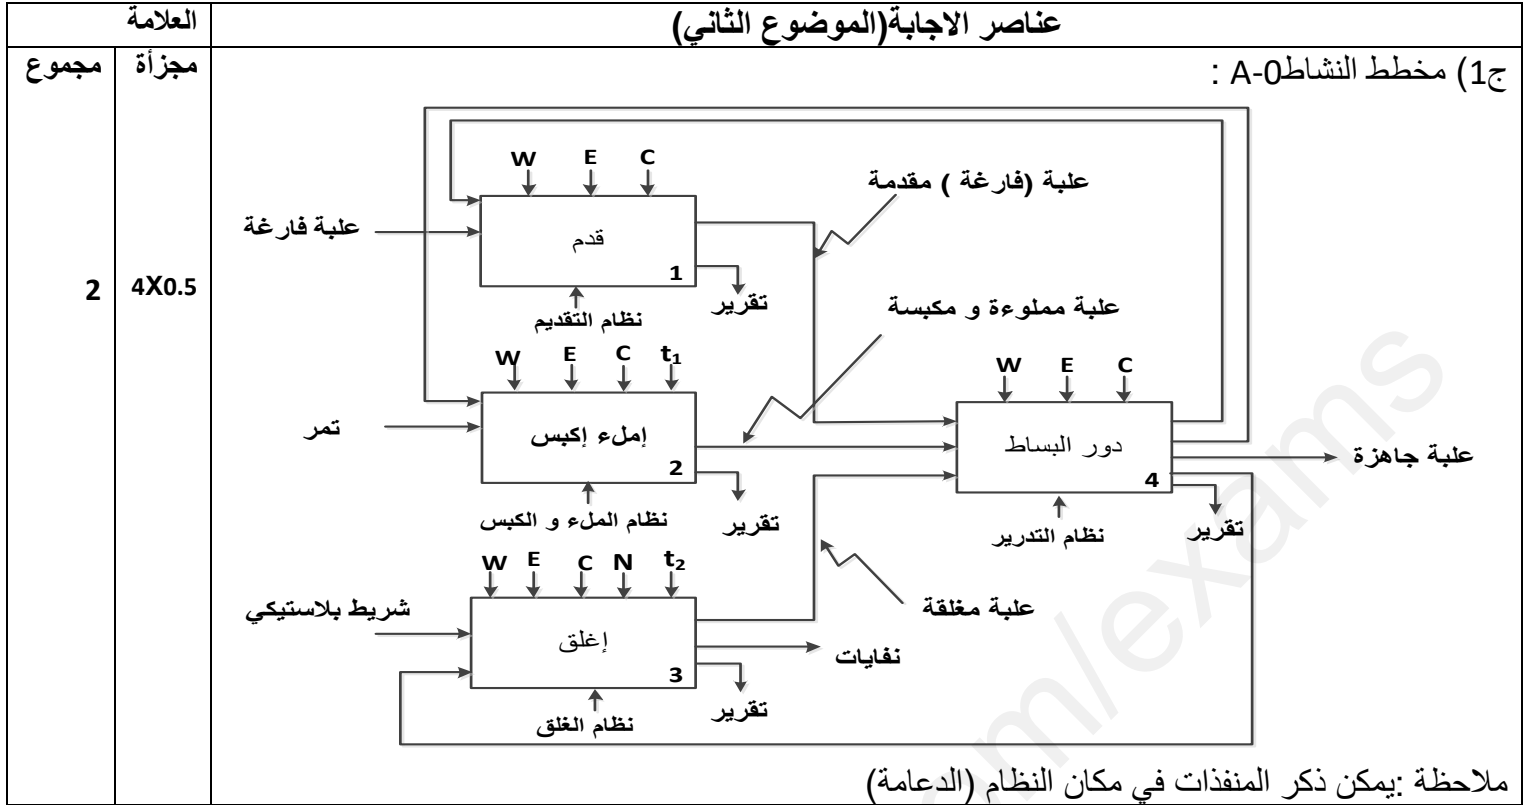 عناصر الاجابة(الموضوع الثاني)
العلامة
مجزأة
مجموع
ج1) مخطط النشاطA-0 :
W E C
علبة (فارغة ) مقدمة
علبة فارغة
قدم
1
تقرير
نظام التقديم
4X0.5
2
علبة مملوءة و مكبسة
W E C t₁
W E C
تمر
إملء إكبس
2
دور البساط
4
علبة جاهزة
تقرير
نظام الملء و الكبس
تقرير
نظام التدرير
W E C N t₂
شريط بلاستيكي
علبة مغلقة
إغلق
3
نفايات
تقرير
نظام الغلق
ملاحظة :يمكن ذكر المنفذات في مكان النظام (الدعامة)
m/exams